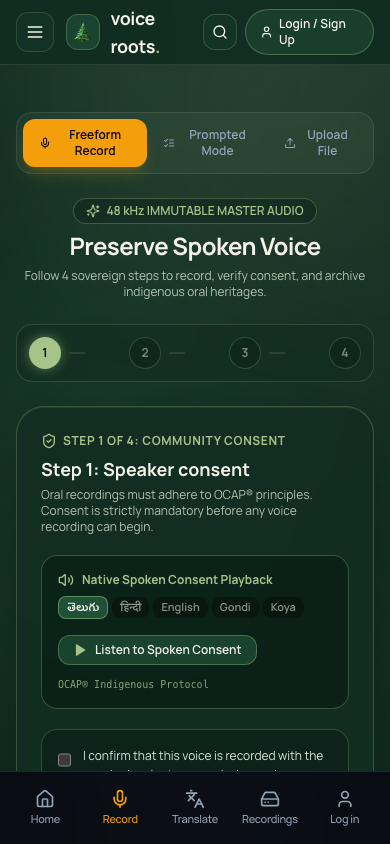 voice
roots.
Login / Sign
Up
Freeform
Record
Prompted
Mode
Upload
File
48 kHz IMMUTABLE MASTER AUDIO
Preserve Spoken Voice
Follow 4 sovereign steps to record, verify consent, and archive
indigenous oral heritages.
1
2
3
4
STEP 1 OF 4: COMMUNITY CONSENT
Step 1: Speaker consent
Oral recordings must adhere to OCAP® principles.
Consent is strictly mandatory before any voice
recording can begin.
Native Spoken Consent Playback
తెలుగు हिन्दी English Gondi Koya
Listen to Spoken Consent
OCAP® Indigenous Protocol
I confirm that this voice is recorded with the
Home Record Translate Recordings Log in